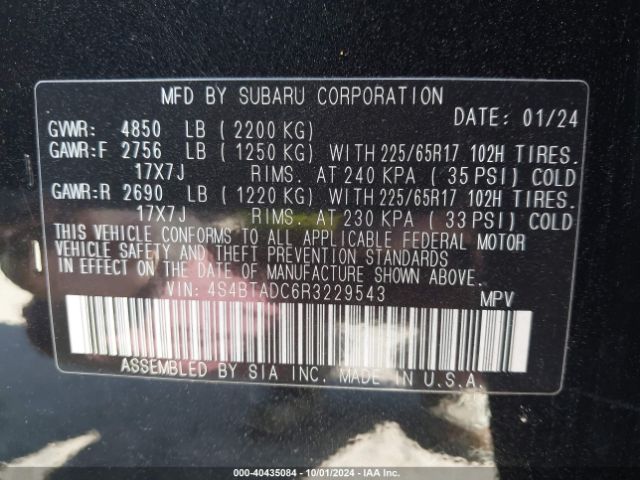 MFD BY SUBARU CORPORATION
DATE: 01/24
GVWR: 4850 LB (2200 KG)
GAWR:F 2756 LB (1250 KG) WITH 225/65R17 102H TIRES.
17X7J RIMS. AT 240 KPA (35 PSI) COLD
GAWR:R 2690 LB (1220 KG) WITH 225/65R17 102H TIRES.
17X7J RIMS. AT 230 KPA (33 PSI) COLD
THIS VEHICLE CONFORMS TO ALL APPLICABLE FEDERAL MOTOR
VEHICLE SAFETY AND THEFT PREVENTION STANDARDS
IN EFFECT ON THE DATE OF MANUFACTURE SHOWN ABOVE.
VIN: 4S4BTADC6R3229543 MPV
ASSEMBLED BY SIA INC. MADE IN U.S.A.
000-40435084 | 10/01/2024 - IAA Inc.